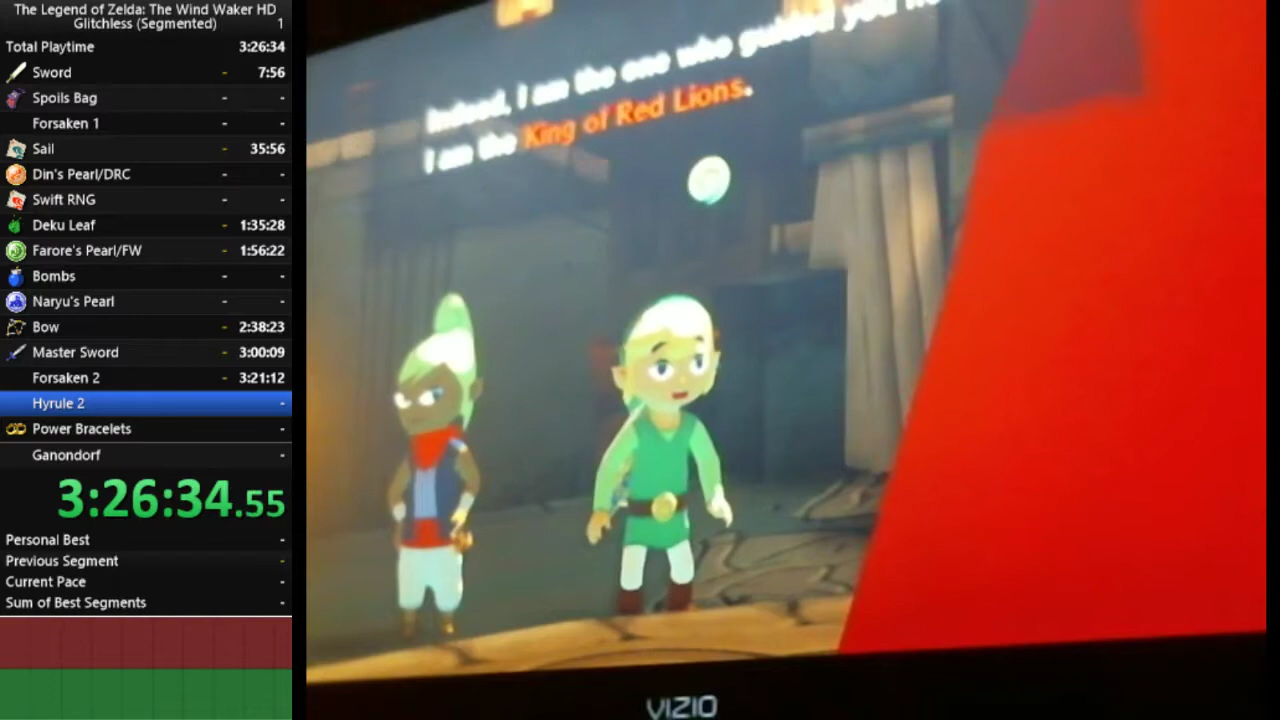 The Legend of Zelda: The Wind Waker HD
Glitchless (Segmented) 1
Total Playtime 3:26:34
Sword - 7:56
Spoils Bag - -
Forsaken 1 - -
Sail - 35:56
Din's Pearl/DRC - -
Swift RNG - -
Deku Leaf - 1:35:28
Farore's Pearl/FW - 1:56:22
Bombs - -
Naryu's Pearl - -
Bow - 2:38:23
Master Sword - 3:00:09
Forsaken 2 - 3:21:12
Hyrule 2 -
Power Bracelets -
Ganondorf -
3:26:34.55
Personal Best -
Previous Segment -
Current Pace -
Sum of Best Segments -
Indeed, I am the one who guided you
I am the King of Red Lions.
VIZIO